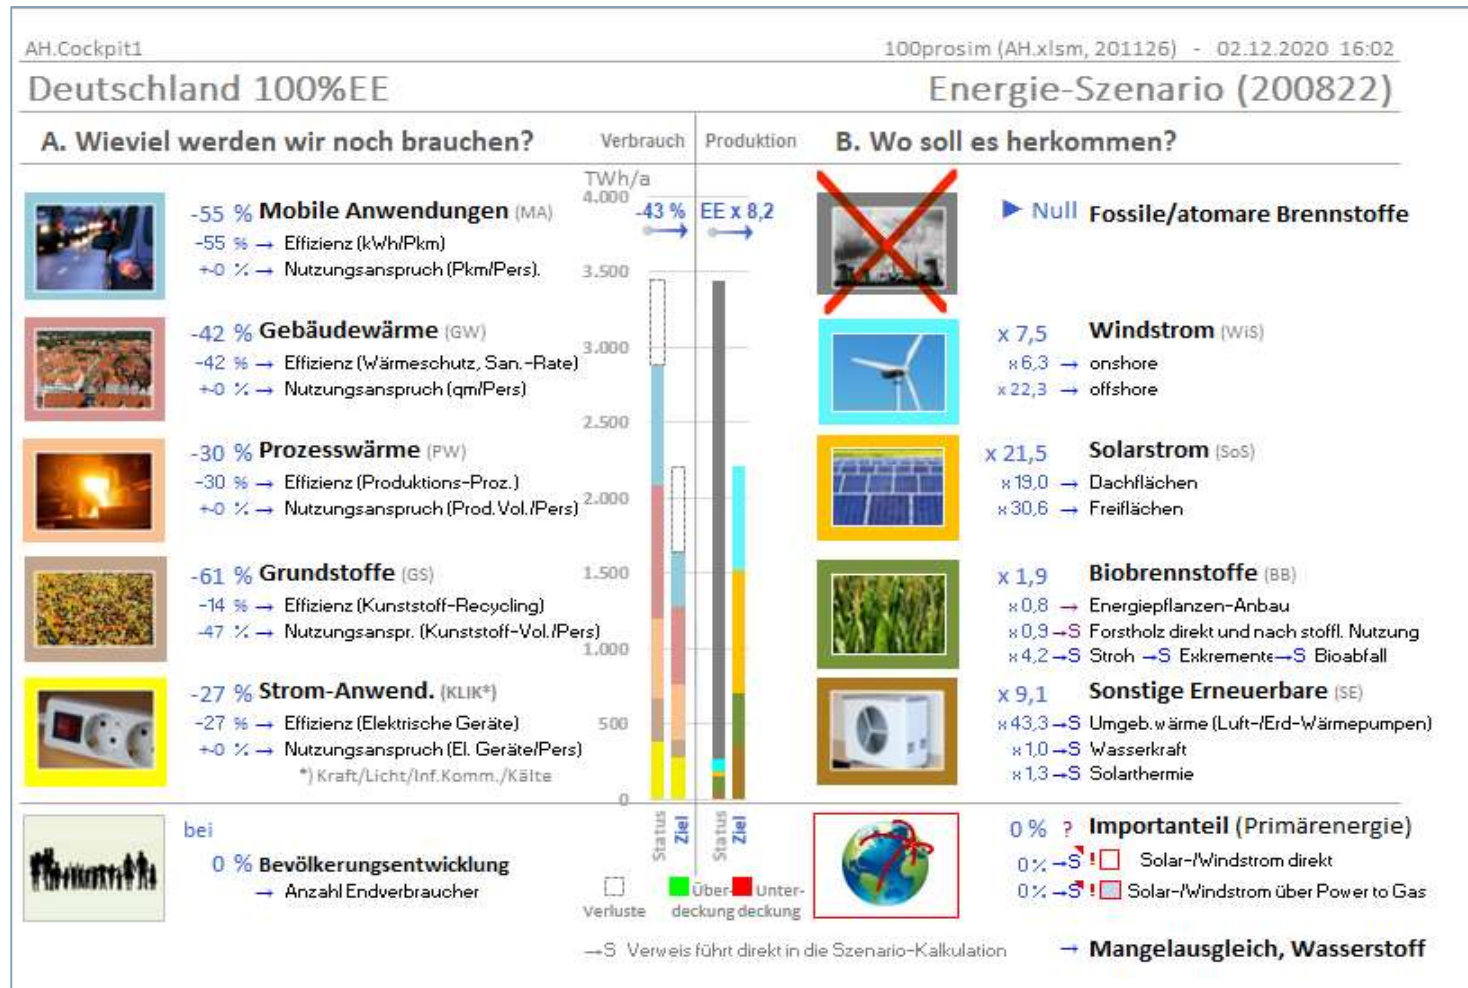 AH.Cockpit1
100prosim (AH.xlsm, 201126) - 02.12.2020 16:02
Deutschland 100%EE
Energie-Szenario (200822)
A. Wieviel werden wir noch brauchen?
Verbrauch
Produktion
B. Wo soll es herkommen?
-55 % Mobile Anwendungen (MA)
-55 % → Effizienz (kWh/Pkm)
+-0 % → Nutzungsanspruch (Pkm/Pers).
-42 % Gebäudewärme (GW)
-42 % → Effizienz (Wärmeschutz, San.-Rate)
+-0 % → Nutzungsanspruch (qm/Pers)
-30 % Prozesswärme (PW)
-30 % → Effizienz (Produktions-Proz.)
+-0 % → Nutzungsanspruch (Prod.Vol./Pers)
-61 % Grundstoffe (GS)
-14 % → Effizienz (Kunststoff-Recycling)
-47 % → Nutzungsanspr. (Kunststoff-Vol./Pers)
-27 % Strom-Anwend. (KLIK*)
-27 % → Effizienz (Elektrische Geräte)
+-0 % → Nutzungsanspruch (El. Geräte/Pers)
*) Kraft/Licht/Inf.Komm./Kälte
bei
0 % Bevölkerungsentwicklung
→ Anzahl Endverbraucher
TWh/a
4.000
3.500
3.000
2.500
2.000
1.500
1.000
500
0
-43 %
EE x 8,2
Status
Ziel
Status
Ziel
Verluste
Über-deckung
Unter-deckung
→S Verweis führt direkt in die Szenario-Kalkulation
► Null Fossile/atomare Brennstoffe
x 7,5 Windstrom (WiS)
x 6,3 → onshore
x 22,3 → offshore
x 21,5 Solarstrom (SoS)
x 19,0 → Dachflächen
x 30,6 → Freiflächen
x 1,9 Biobrennstoffe (BB)
x 0,8 → Energiepflanzen-Anbau
x 0,9 →S Forstholz direkt und nach stoffl. Nutzung
x 4,2 →S Stroh →S Exkremente →S Bioabfall
x 9,1 Sonstige Erneuerbare (SE)
x 43,3 →S Umgeb.wärme (Luft-/Erd-Wärmepumpen)
x 1,0 →S Wasserkraft
x 1,3 →S Solarthermie
0 % ? Importanteil (Primärenergie)
0 % →S ! Solar-/Windstrom direkt
0 % →S ! Solar-/Windstrom über Power to Gas
→ Mangelausgleich, Wasserstoff